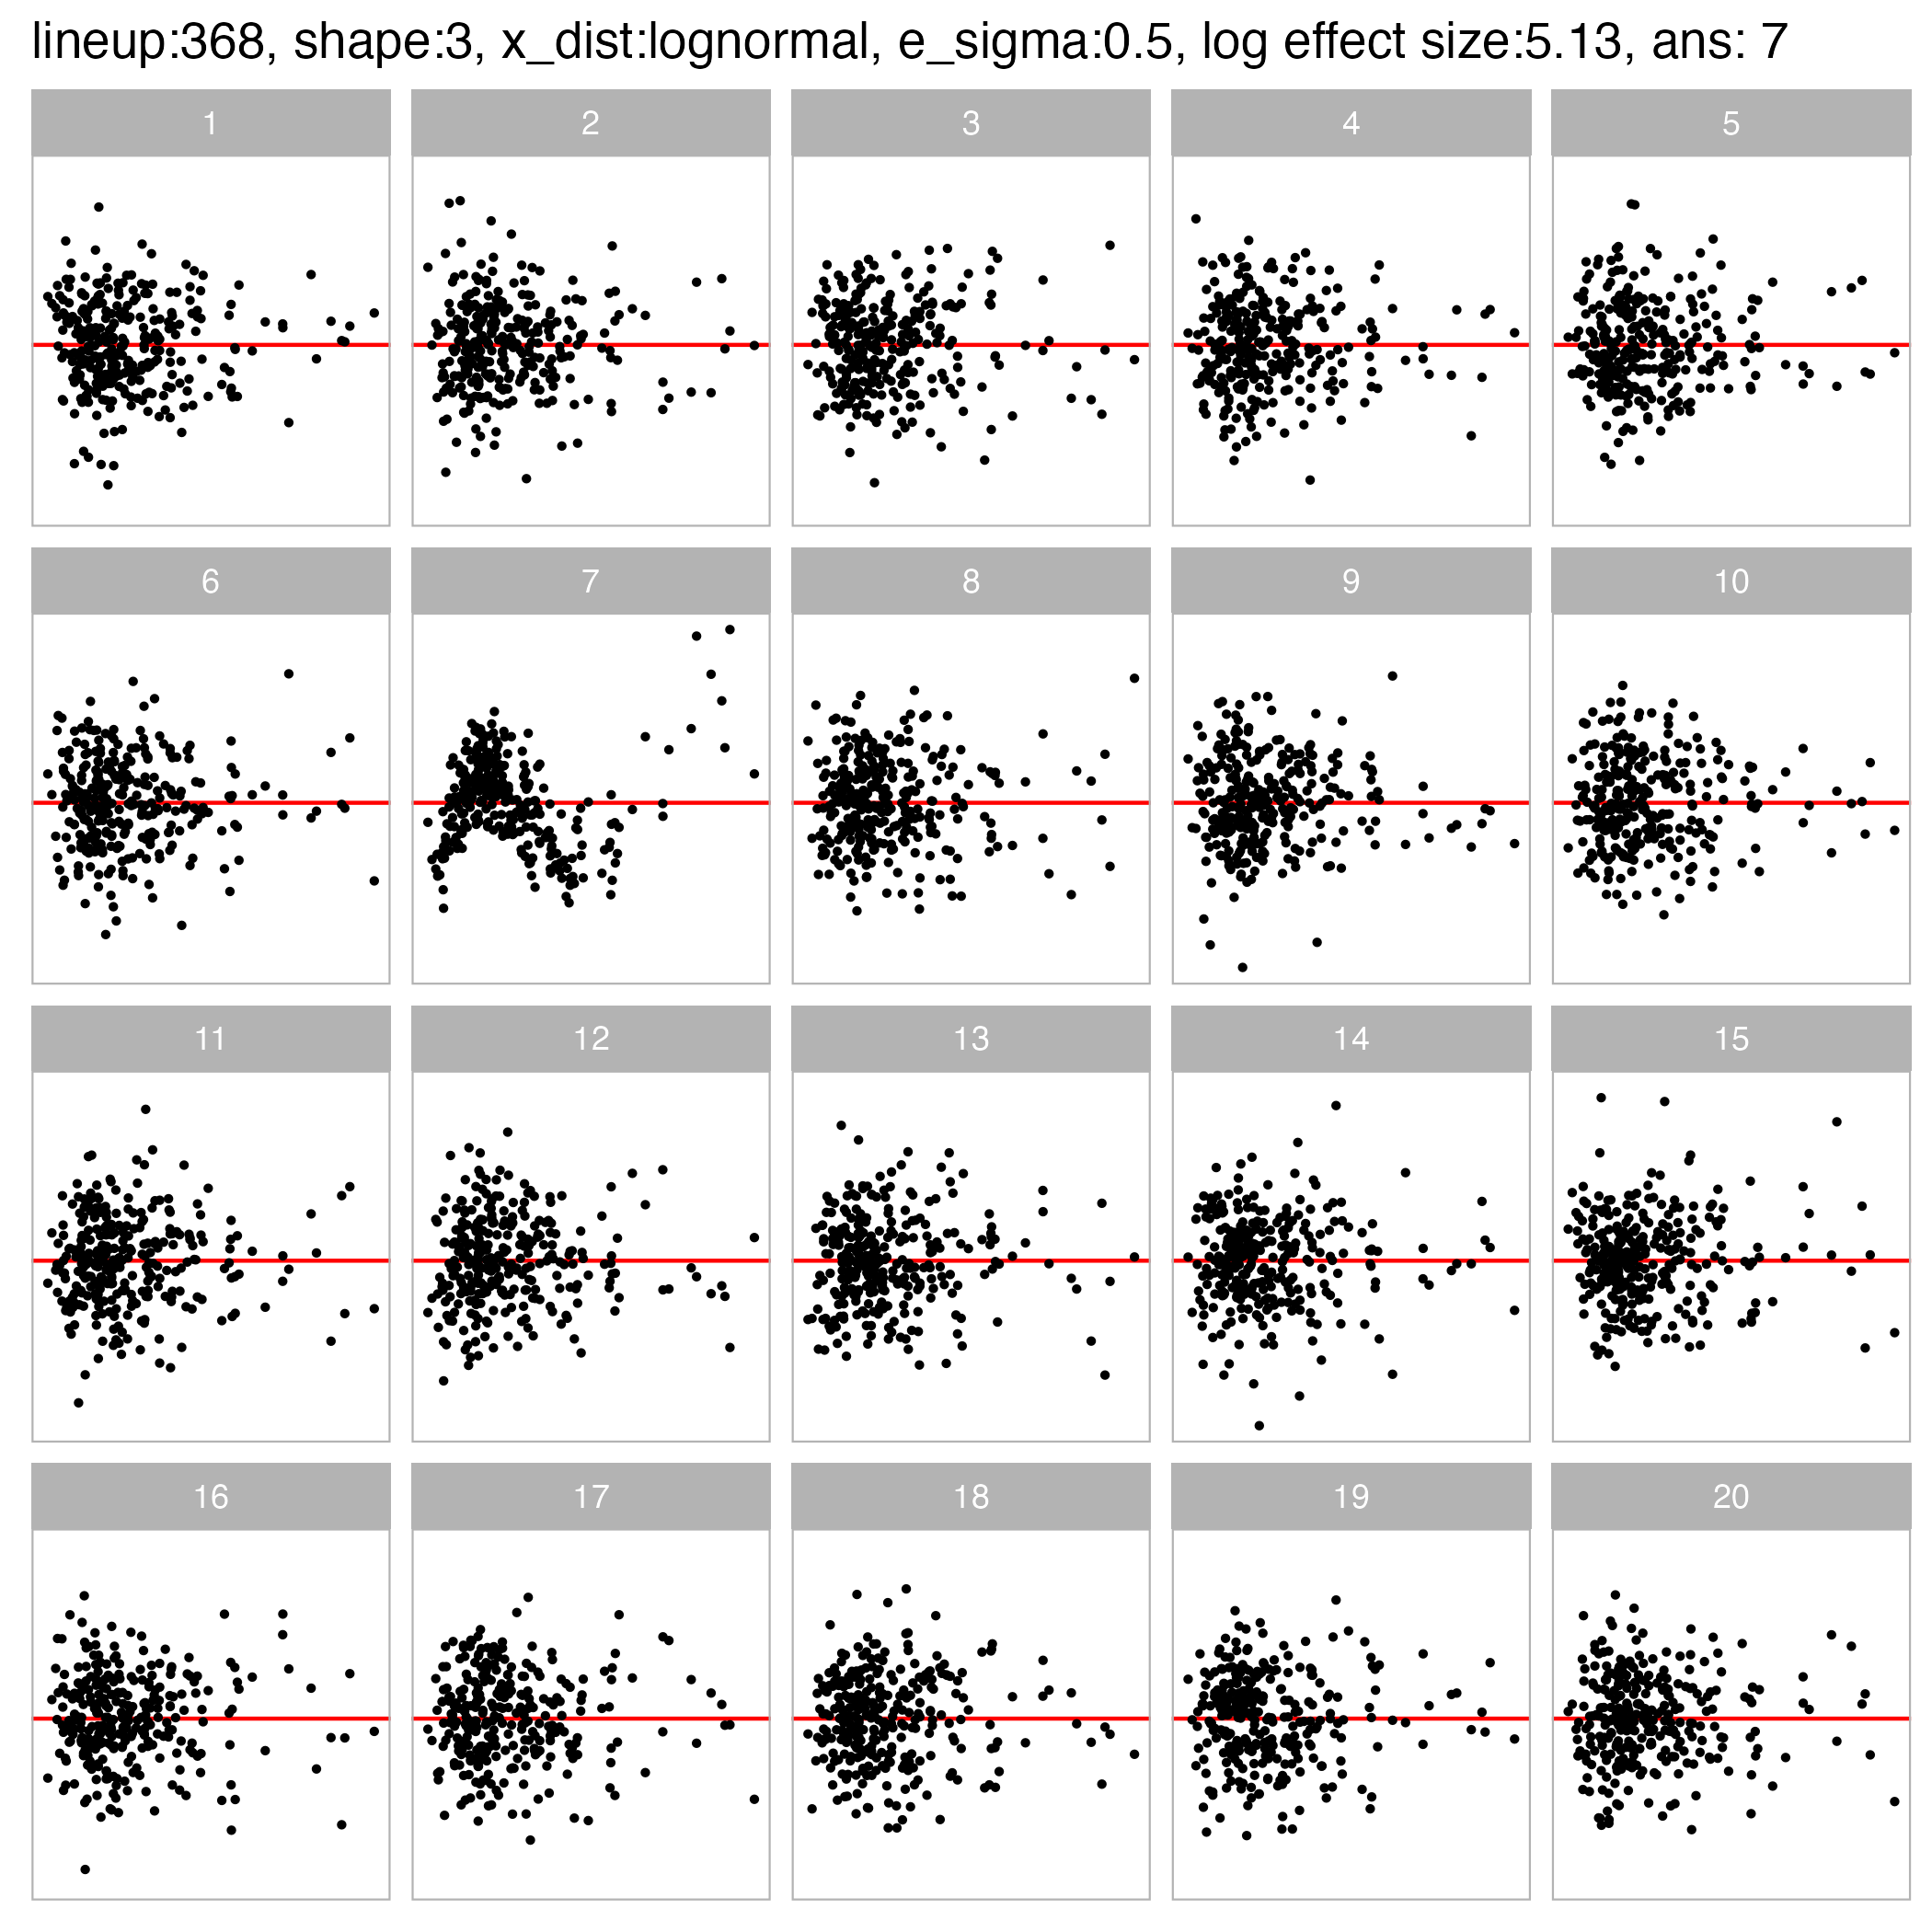 lineup:368, shape:3, x_dist:lognormal, e_sigma:0.5, log effect size:5.13, ans: 7
1 2 3 4 5
6 7 8 9 10
11 12 13 14 15
16 17 18 19 20